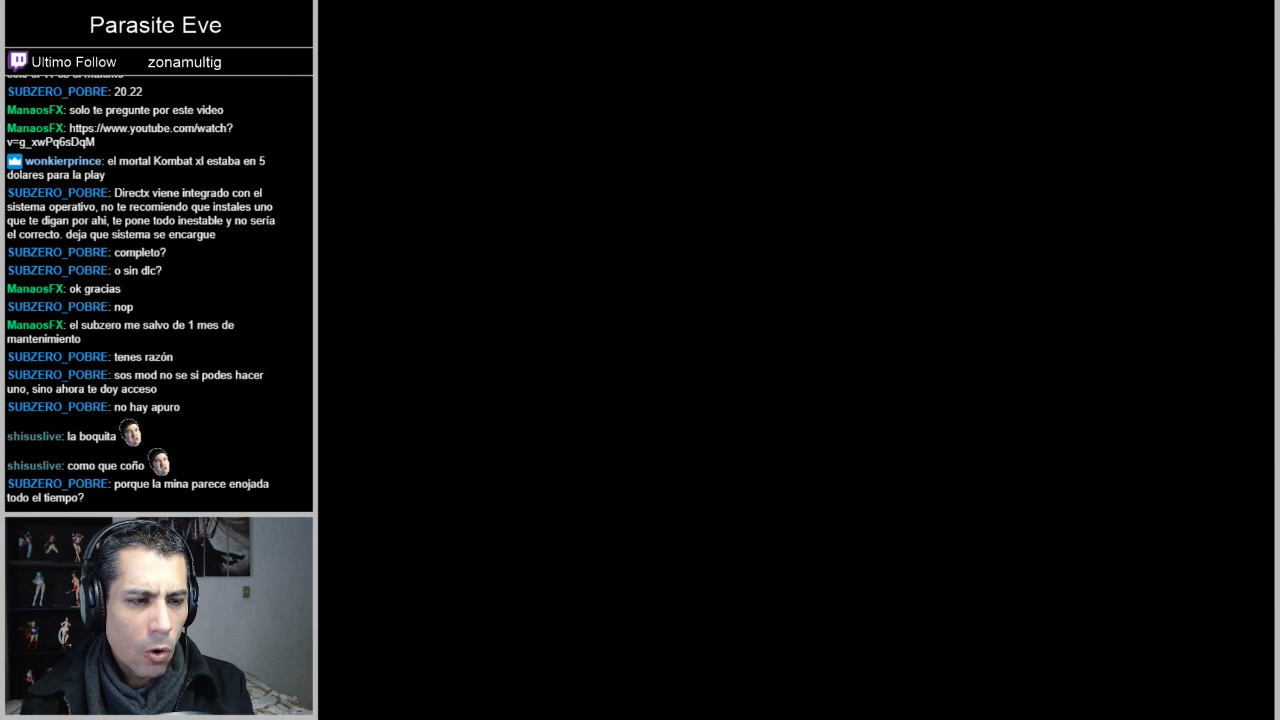 Parasite Eve
Ultimo Follow zonamultig
SUBZERO_POBRE: 20.22
ManaosFX: solo te pregunte por este video
ManaosFX: https://www.youtube.com/watch?
v=g_xwPq6sDqM
wonkierprince: el mortal Kombat xl estaba en 5
dolares para la play
SUBZERO_POBRE: Directx viene integrado con el
sistema operativo, no te recomiendo que instales uno
que te digan por ahi, te pone todo inestable y no sería
el correcto. deja que sistema se encargue
SUBZERO_POBRE: completo?
SUBZERO_POBRE: o sin dlc?
ManaosFX: ok gracias
SUBZERO_POBRE: nop
ManaosFX: el subzero me salvo de 1 mes de
mantenimiento
SUBZERO_POBRE: tenes razón
SUBZERO_POBRE: sos mod no se si podes hacer
uno, sino ahora te doy acceso
SUBZERO_POBRE: no hay apuro
shisuslive: la boquita
shisuslive: como que coño
SUBZERO_POBRE: porque la mina parece enojada
todo el tiempo?